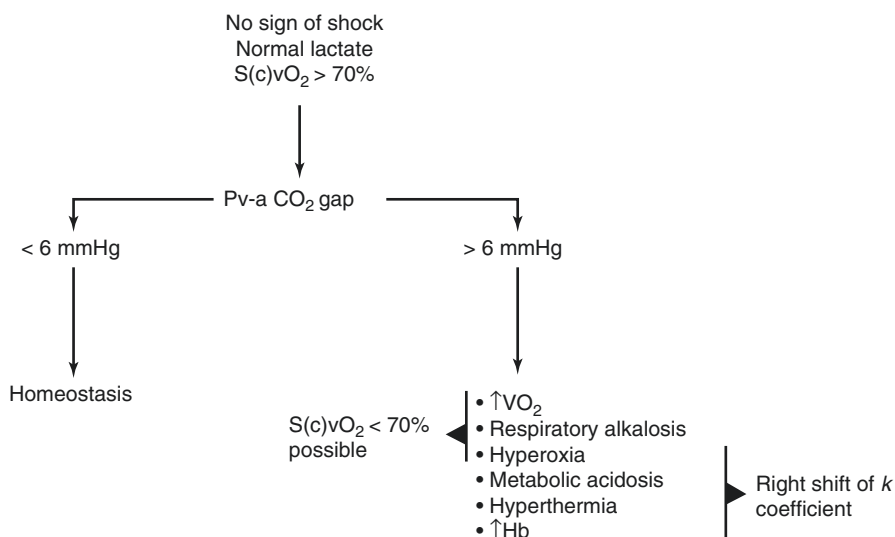 No sign of shock
Normal lactate
S(c)vO₂ > 70%
Pv-a CO₂ gap
< 6 mmHg
> 6 mmHg
Homeostasis
S(c)vO₂ < 70%
possible
• ↑VO₂
• Respiratory alkalosis
• Hyperoxia
• Metabolic acidosis
• Hyperthermia
• ↑Hb
Right shift of k
coefficient